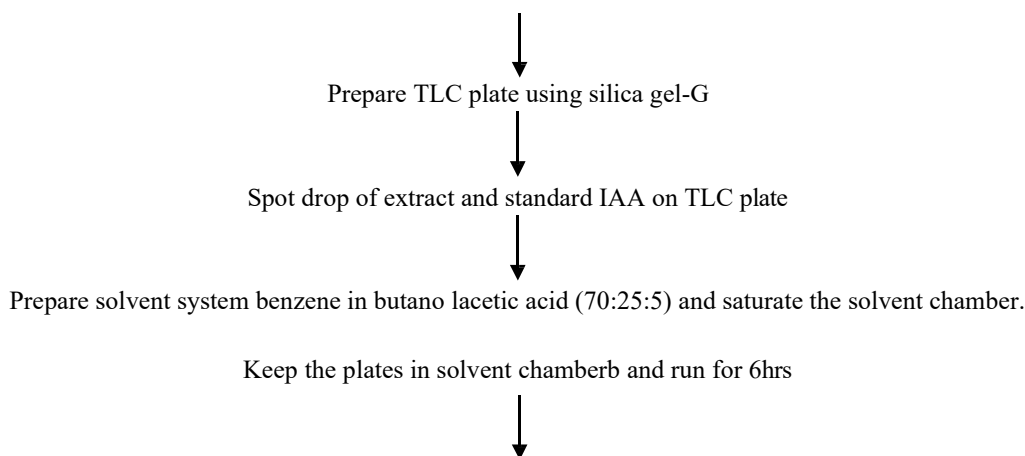 Prepare TLC plate using silica gel-G
Spot drop of extract and standard IAA on TLC plate
Prepare solvent system benzene in butano lacetic acid (70:25:5) and saturate the solvent chamber.
Keep the plates in solvent chamberb and run for 6hrs